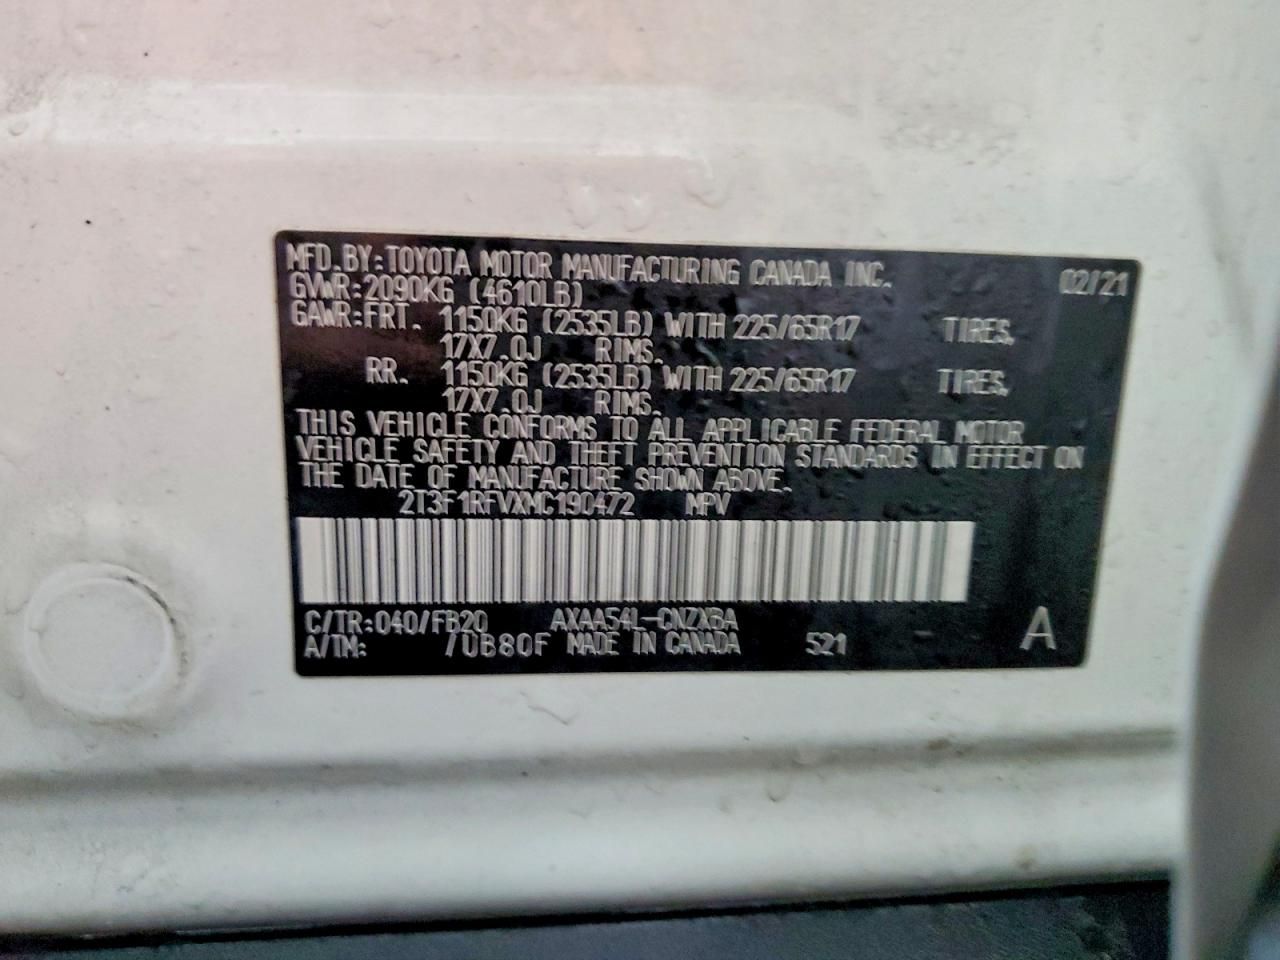 MFD. BY: TOYOTA MOTOR MANUFACTURING CANADA INC. 02/21
GVWR: 2090KG (4610LB)
GAWR: FRT. 1150KG (2535LB) WITH 225/65R17 TIRES,
17X7.0J RIMS.
RR. 1150KG (2535LB) WITH 225/65R17 TIRES,
17X7.0J RIMS.
THIS VEHICLE CONFORMS TO ALL APPLICABLE FEDERAL MOTOR
VEHICLE SAFETY AND THEFT PREVENTION STANDARDS IN EFFECT ON
THE DATE OF MANUFACTURE SHOWN ABOVE.
2T3F1RFVXMC190472 MPV
C/TR: 040/FB20 AXAA54L-CNZXBA
A/TM: /UB80F MADE IN CANADA 521 A